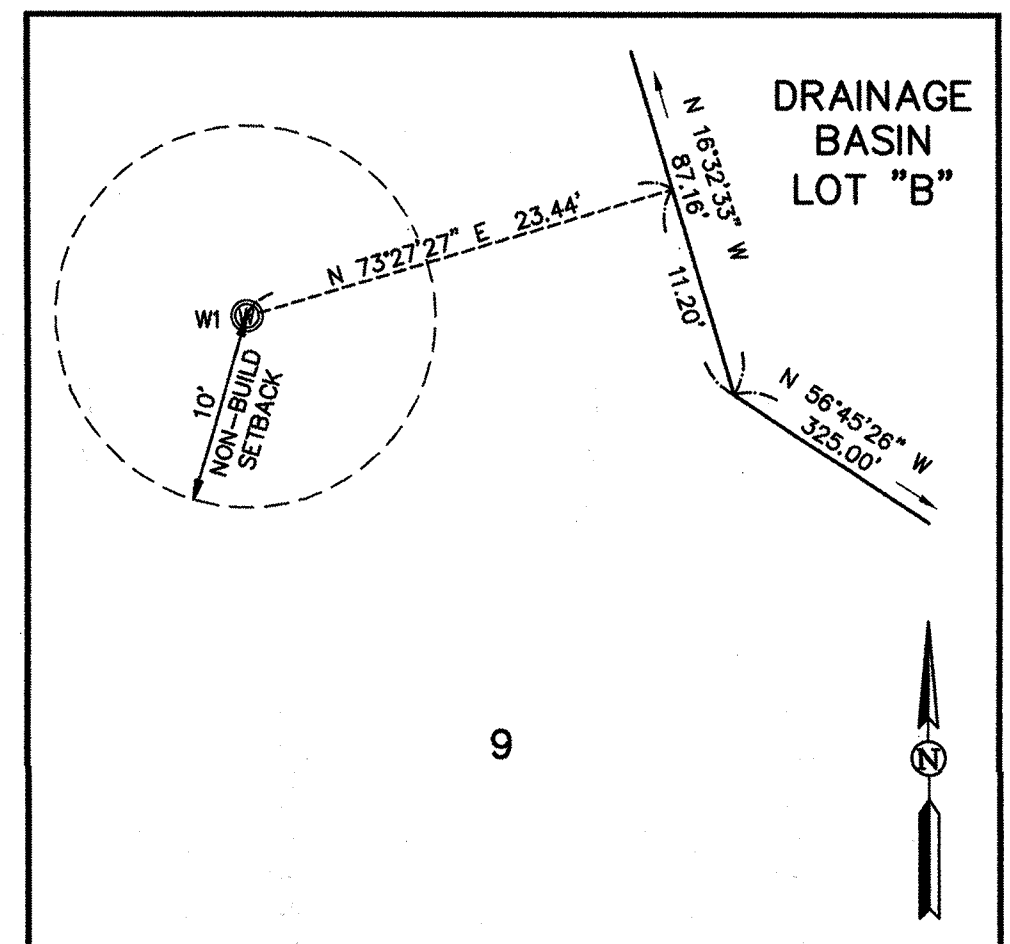 DRAINAGE
BASIN
LOT "B"
N 16°32'33" W
87.16'
N 73°27'27" E 23.44'
11.20'
W1
W
10'
NON-BUILD
SETBACK
N 56°45'26" W
325.00'
9
N